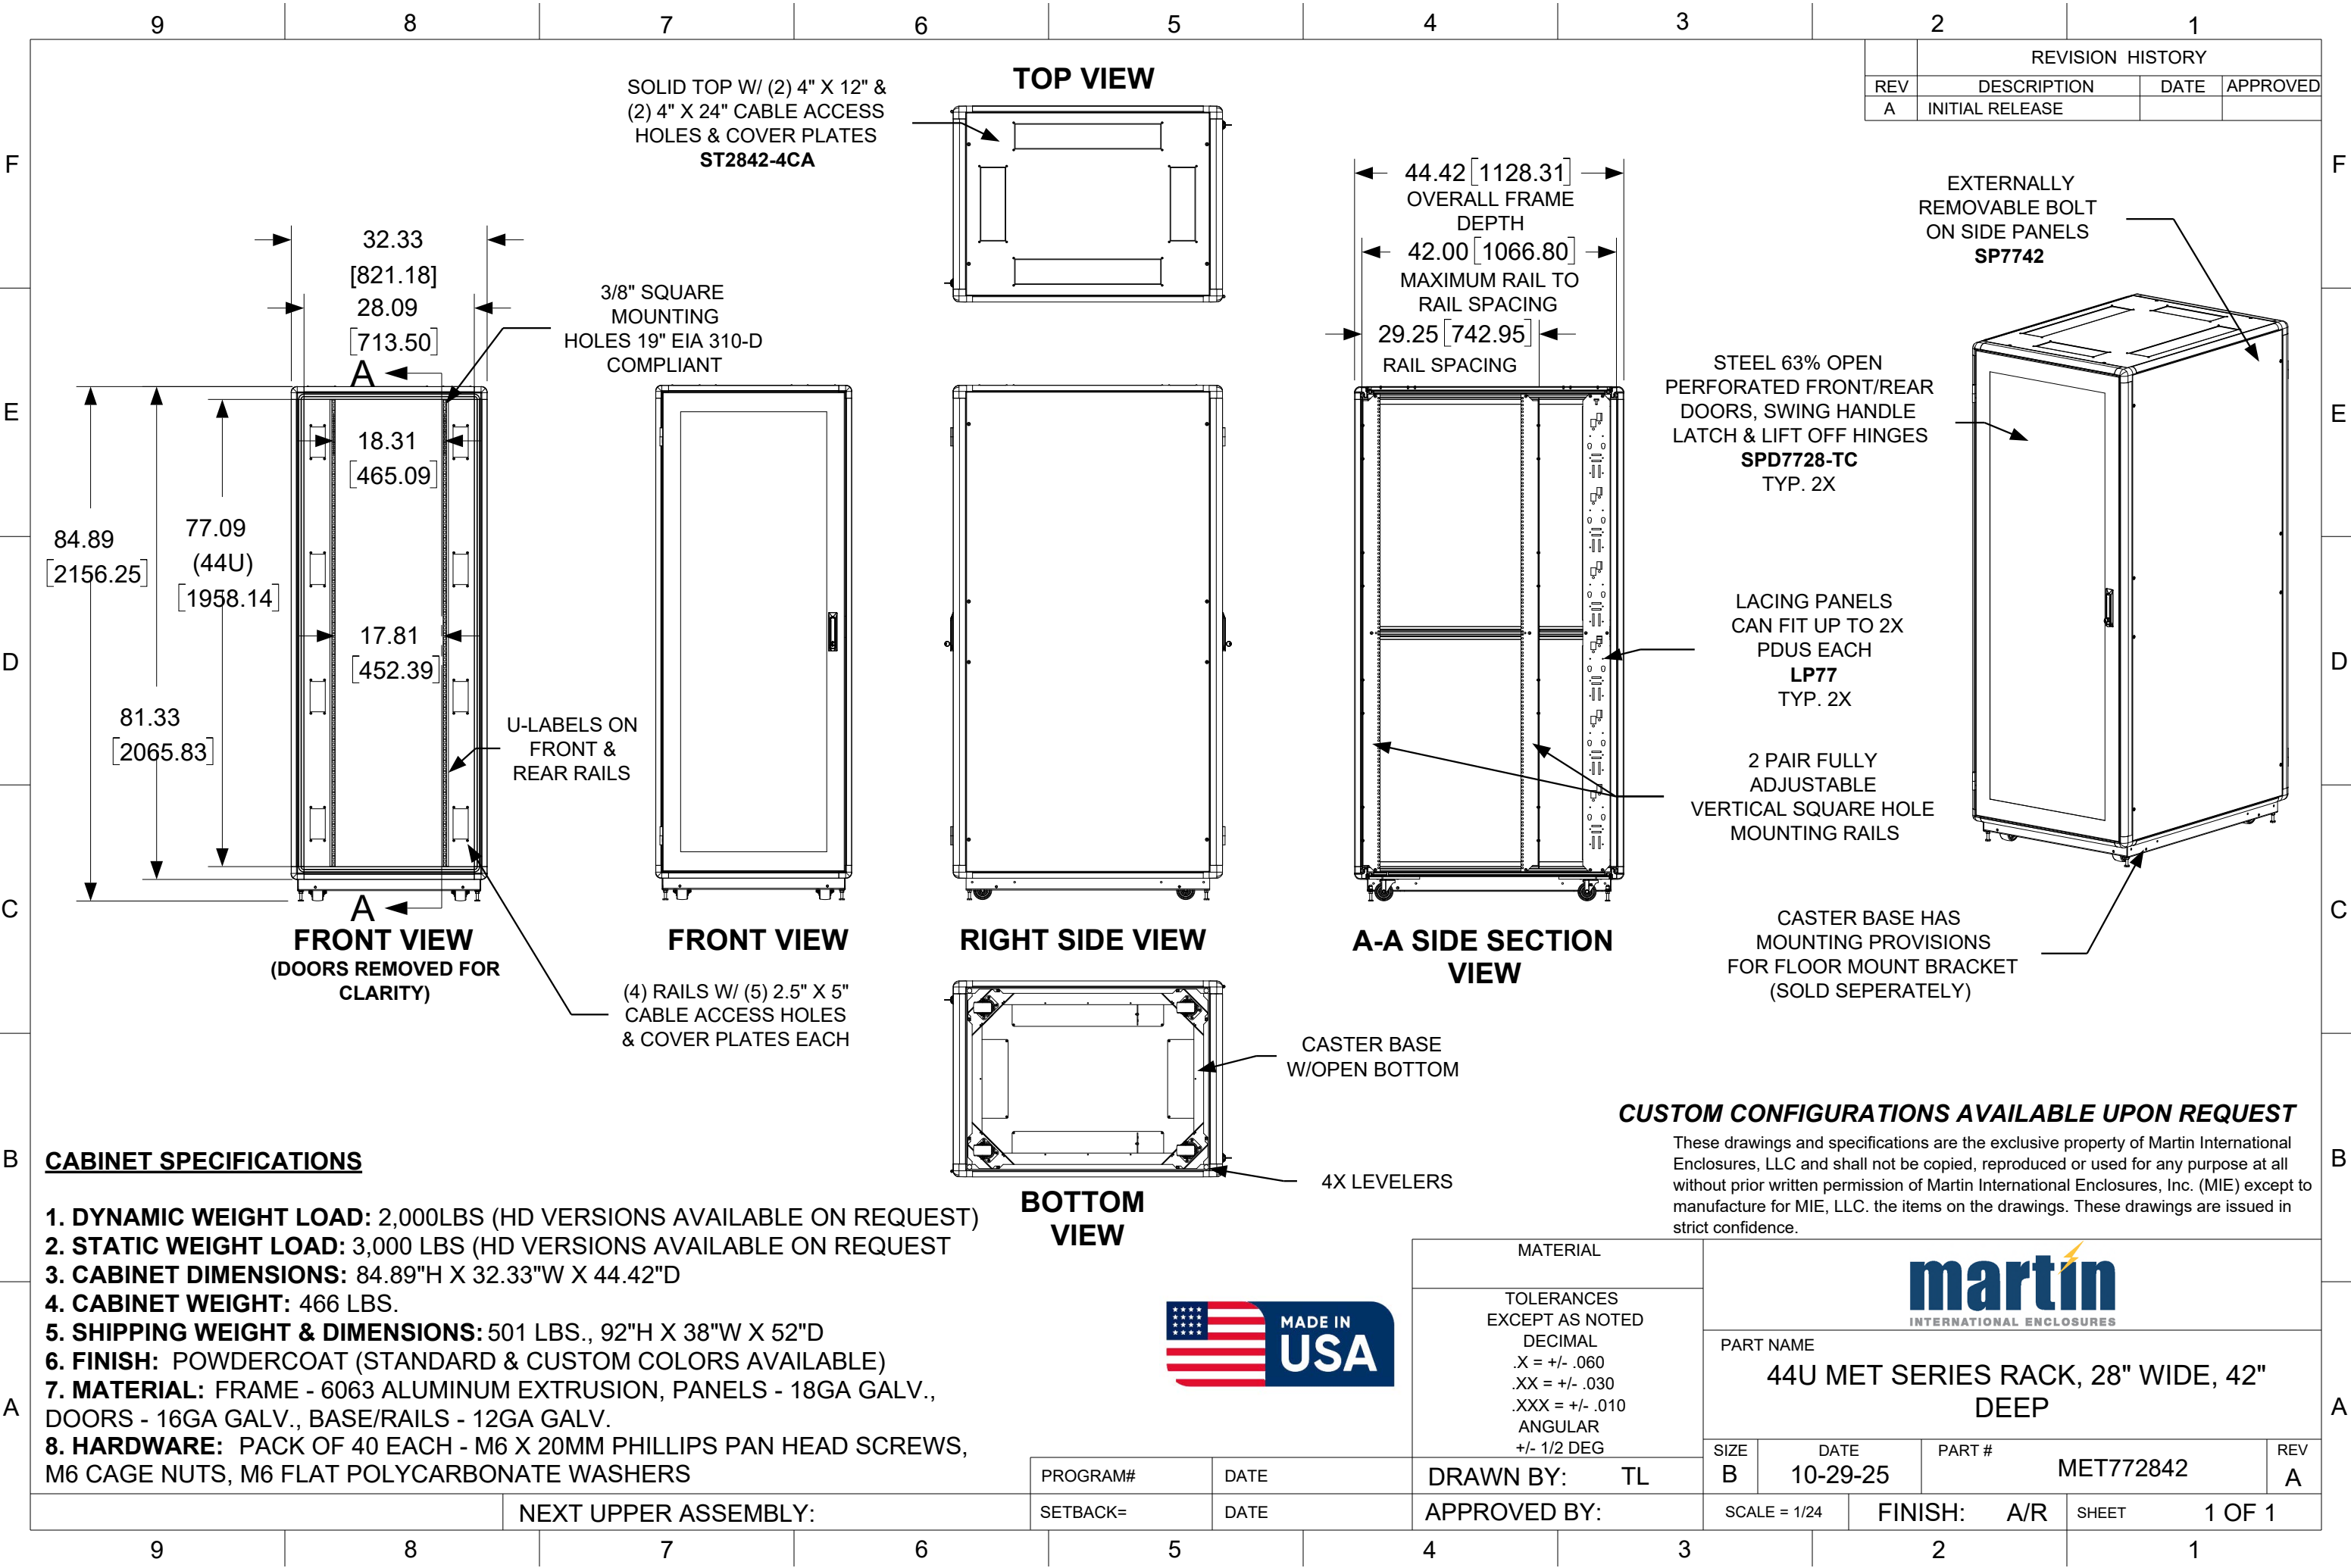 9 8 7 6 5 4 3 2 1
F
E
D
C
B
A
F
E
D
C
B
A
REVISION HISTORY
REV DESCRIPTION DATE APPROVED
A INITIAL RELEASE
TOP VIEW
SOLID TOP W/ (2) 4" X 12" &
(2) 4" X 24" CABLE ACCESS
HOLES & COVER PLATES
ST2842-4CA
44.42 [1128.31]
OVERALL FRAME
DEPTH
42.00 [1066.80]
MAXIMUM RAIL TO
RAIL SPACING
29.25 [742.95]
RAIL SPACING
EXTERNALLY
REMOVABLE BOLT
ON SIDE PANELS
SP7742
32.33
[821.18]
28.09
[713.50]
A
3/8" SQUARE
MOUNTING
HOLES 19" EIA 310-D
COMPLIANT
STEEL 63% OPEN
PERFORATED FRONT/REAR
DOORS, SWING HANDLE
LATCH & LIFT OFF HINGES
SPD7728-TC
TYP. 2X
18.31
[465.09]
84.89
[2156.25]
77.09
(44U)
[1958.14]
17.81
[452.39]
81.33
[2065.83]
U-LABELS ON
FRONT &
REAR RAILS
LACING PANELS
CAN FIT UP TO 2X
PDUS EACH
LP77
TYP. 2X
2 PAIR FULLY
ADJUSTABLE
VERTICAL SQUARE HOLE
MOUNTING RAILS
A
FRONT VIEW
(DOORS REMOVED FOR
CLARITY)
FRONT VIEW
RIGHT SIDE VIEW
A-A SIDE SECTION
VIEW
CASTER BASE HAS
MOUNTING PROVISIONS
FOR FLOOR MOUNT BRACKET
(SOLD SEPERATELY)
(4) RAILS W/ (5) 2.5" X 5"
CABLE ACCESS HOLES
& COVER PLATES EACH
CASTER BASE
W/OPEN BOTTOM
4X LEVELERS
BOTTOM
VIEW
CUSTOM CONFIGURATIONS AVAILABLE UPON REQUEST
These drawings and specifications are the exclusive property of Martin International
Enclosures, LLC and shall not be copied, reproduced or used for any purpose at all
without prior written permission of Martin International Enclosures, Inc. (MIE) except to
manufacture for MIE, LLC. the items on the drawings. These drawings are issued in
strict confidence.
CABINET SPECIFICATIONS
1. DYNAMIC WEIGHT LOAD: 2,000LBS (HD VERSIONS AVAILABLE ON REQUEST)
2. STATIC WEIGHT LOAD: 3,000 LBS (HD VERSIONS AVAILABLE ON REQUEST
3. CABINET DIMENSIONS: 84.89"H X 32.33"W X 44.42"D
4. CABINET WEIGHT: 466 LBS.
5. SHIPPING WEIGHT & DIMENSIONS: 501 LBS., 92"H X 38"W X 52"D
6. FINISH: POWDERCOAT (STANDARD & CUSTOM COLORS AVAILABLE)
7. MATERIAL: FRAME - 6063 ALUMINUM EXTRUSION, PANELS - 18GA GALV.,
DOORS - 16GA GALV., BASE/RAILS - 12GA GALV.
8. HARDWARE: PACK OF 40 EACH - M6 X 20MM PHILLIPS PAN HEAD SCREWS,
M6 CAGE NUTS, M6 FLAT POLYCARBONATE WASHERS
MADE IN
USA
MATERIAL
TOLERANCES
EXCEPT AS NOTED
DECIMAL
.X = +/- .060
.XX = +/- .030
.XXX = +/- .010
ANGULAR
+/- 1/2 DEG
martin
INTERNATIONAL ENCLOSURES
PART NAME
44U MET SERIES RACK, 28" WIDE, 42"
DEEP
SIZE
B
DATE
10-29-25
PART #
MET772842
REV
A
PROGRAM# DATE
DRAWN BY: TL
NEXT UPPER ASSEMBLY:
SETBACK= DATE
APPROVED BY:
SCALE = 1/24
FINISH: A/R
SHEET 1 OF 1
9 8 7 6 5 4 3 2 1